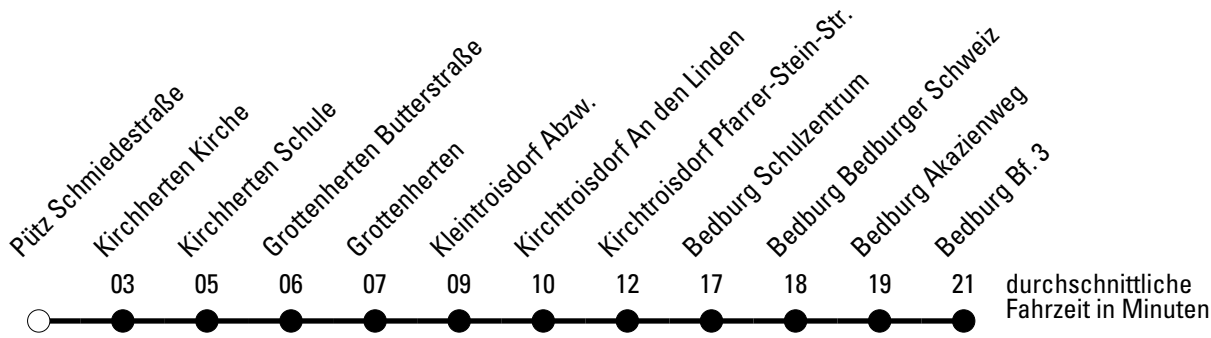 Pütz Schmiedestraße
Kirchherten Kirche
Kirchherten Schule
Grottenherten Butterstraße
Grottenherten
Kleintroisdorf Abzw.
Kirchtroisdorf An den Linden
Kirchtroisdorf Pfarrer-Stein-Str.
Bedburg Schulzentrum
Bedburg Bedburger Schweiz
Bedburg Akazienweg
Bedburg Bf. 3
03 05 06 07 09 10 12 17 18 19 21
durchschnittliche
Fahrzeit in Minuten